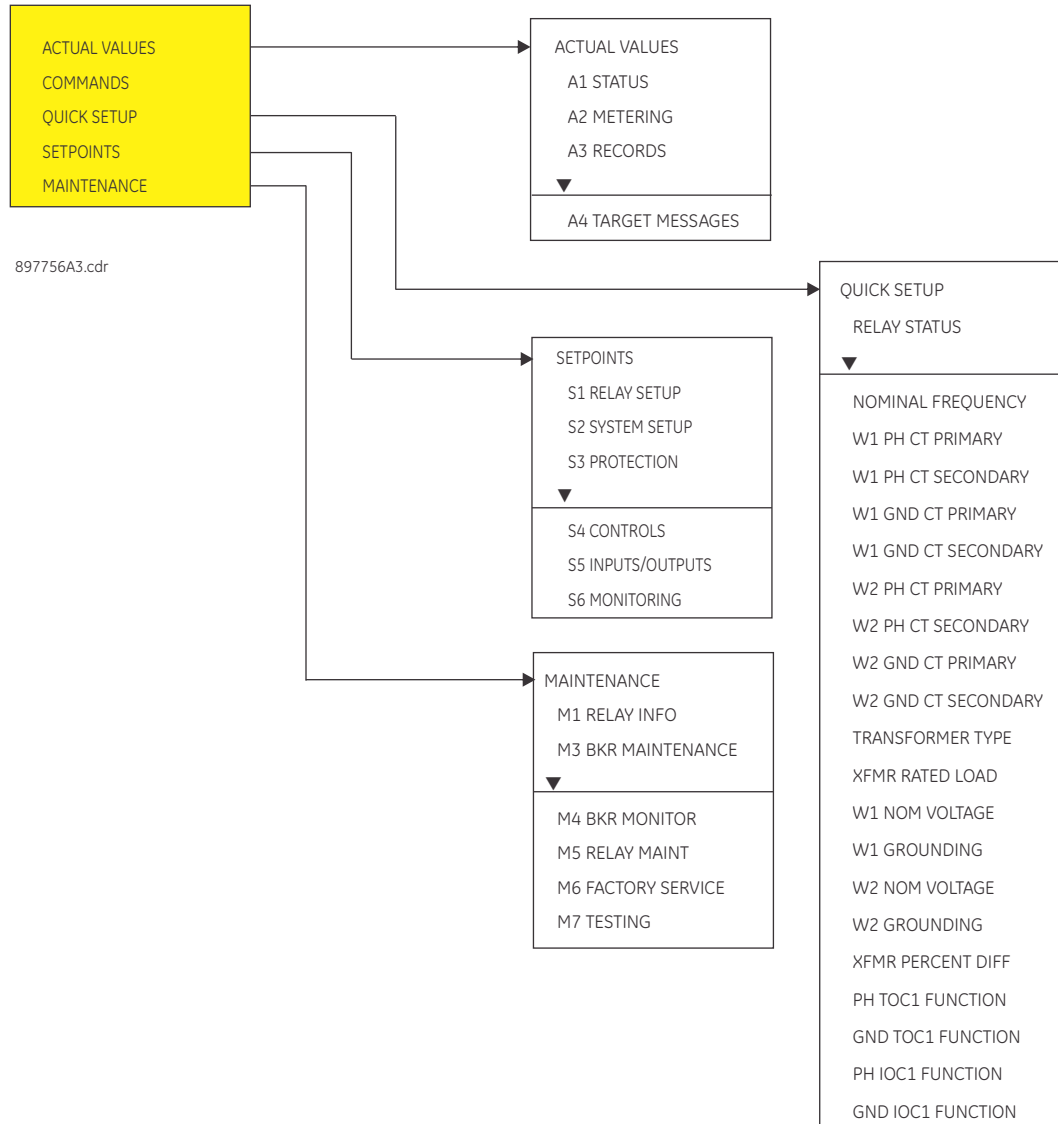 ACTUAL VALUES
COMMANDS
QUICK SETUP
SETPOINTS
MAINTENANCE
897756A3.cdr
ACTUAL VALUES
A1 STATUS
A2 METERING
A3 RECORDS
A4 TARGET MESSAGES
QUICK SETUP
RELAY STATUS
NOMINAL FREQUENCY
W1 PH CT PRIMARY
W1 PH CT SECONDARY
W1 GND CT PRIMARY
W1 GND CT SECONDARY
W2 PH CT PRIMARY
W2 PH CT SECONDARY
W2 GND CT PRIMARY
W2 GND CT SECONDARY
TRANSFORMER TYPE
XFMR RATED LOAD
W1 NOM VOLTAGE
W1 GROUNDING
W2 NOM VOLTAGE
W2 GROUNDING
XFMR PERCENT DIFF
PH TOC1 FUNCTION
GND TOC1 FUNCTION
PH IOC1 FUNCTION
GND IOC1 FUNCTION
SETPOINTS
S1 RELAY SETUP
S2 SYSTEM SETUP
S3 PROTECTION
S4 CONTROLS
S5 INPUTS/OUTPUTS
S6 MONITORING
MAINTENANCE
M1 RELAY INFO
M3 BKR MAINTENANCE
M4 BKR MONITOR
M5 RELAY MAINT
M6 FACTORY SERVICE
M7 TESTING